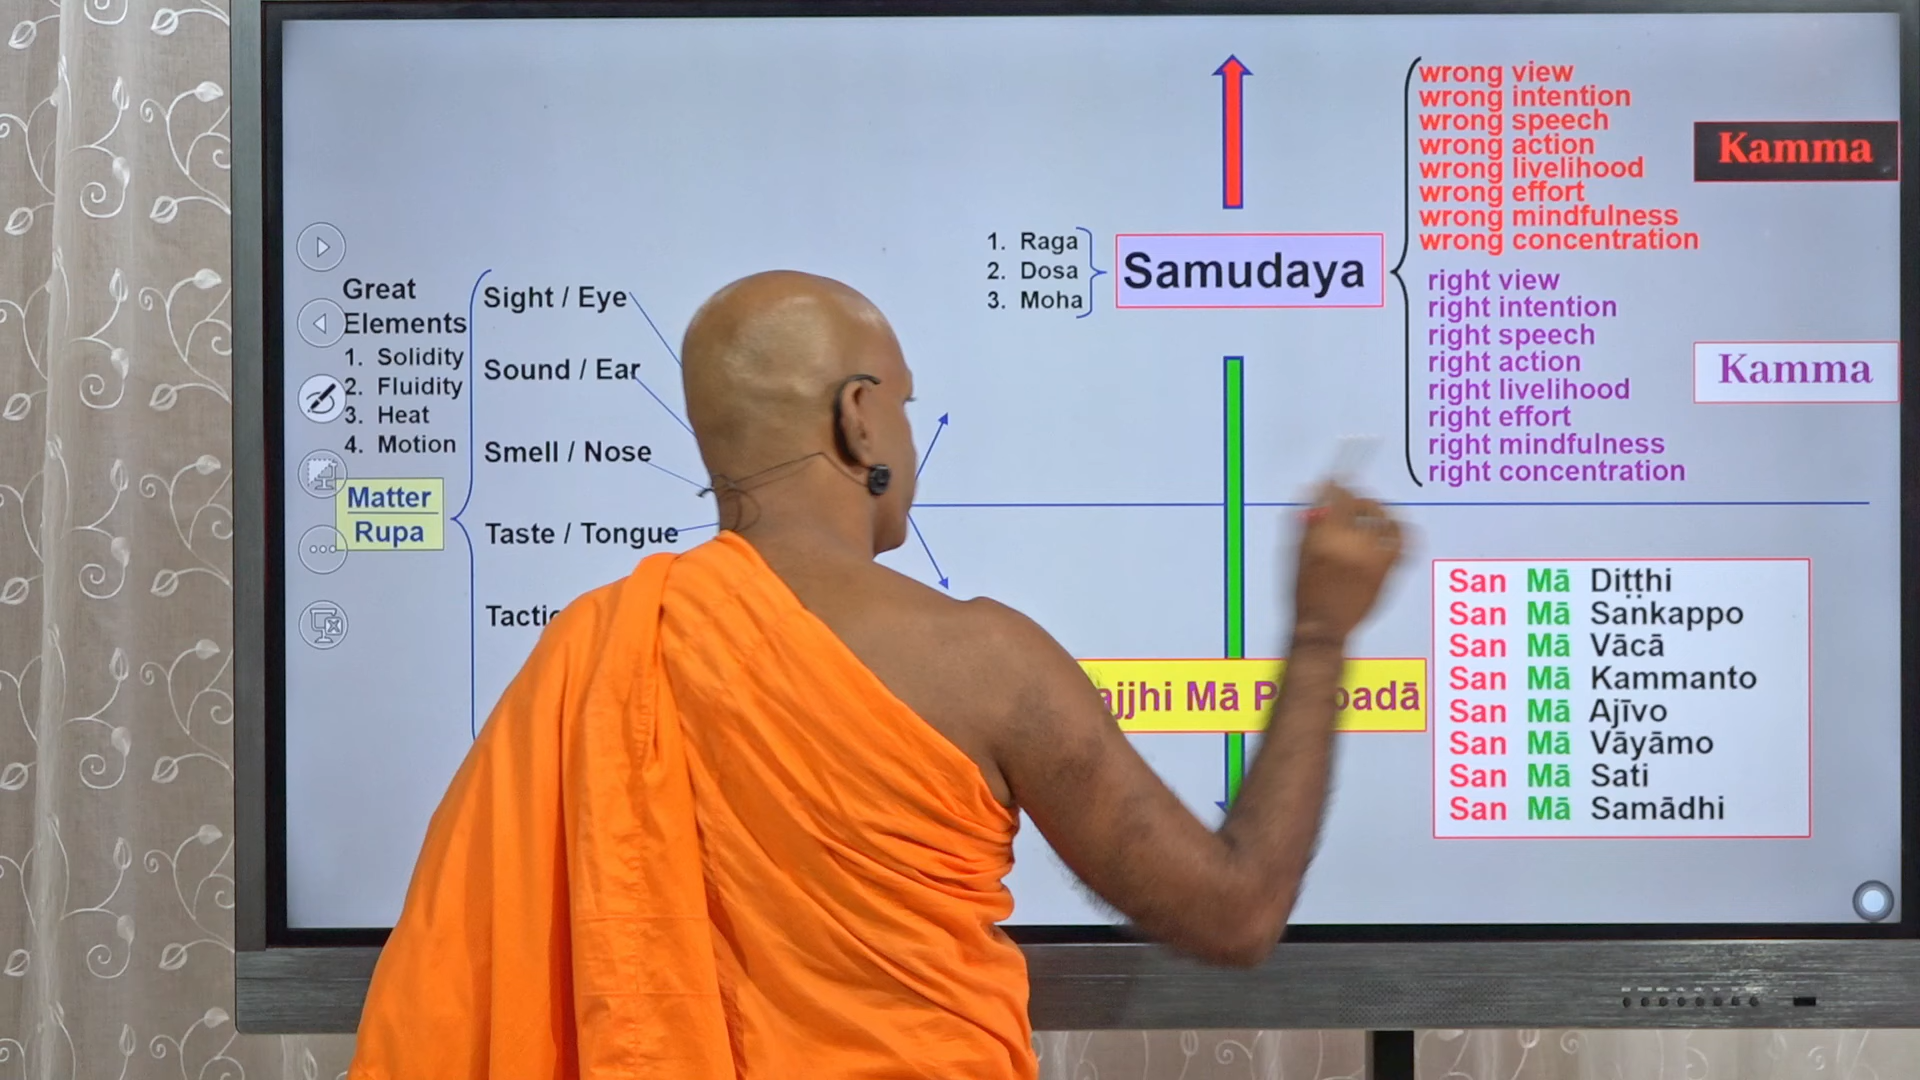 Great
Elements
1. Solidity
2. Fluidity
3. Heat
4. Motion
Matter
Rupa
Sight / Eye
Sound / Ear
Smell / Nose
Taste / Tongue
1. Raga
2. Dosa
3. Moha
Samudaya
wrong view
wrong intention
wrong speech
wrong action
wrong livelihood
wrong effort
wrong mindfulness
wrong concentration
Kamma
right view
right intention
right speech
right action
right livelihood
right effort
right mindfulness
right concentration
Kamma
Mā
San Mā Diṭṭhi
San Mā Saṅkappo
San Mā Vācā
San Mā Kammanto
San Mā Ajīvo
San Mā Vāyāmo
San Mā Sati
San Mā Samādhi